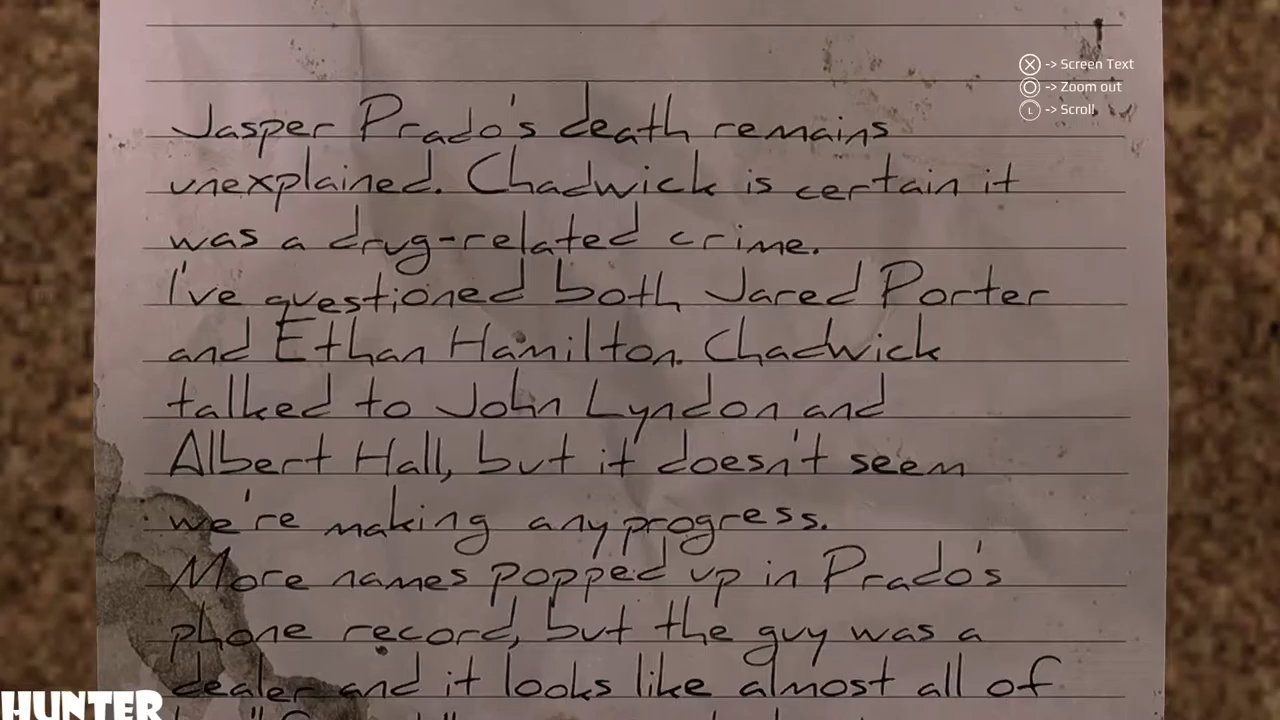 -> Screen Text
-> Zoom out
L -> Scroll
Jasper Prado's death remains
unexplained. Chadwick is certain it
was a drug-related crime.
I've questioned both Jared Porter
and Ethan Hamilton. Chadwick
talked to John Lyndon and
Albert Hall, but it doesn't seem
we're making any progress.
More names popped up in Prado's
phone record, but the guy was a
dealer and it looks like almost all of
HUNTER